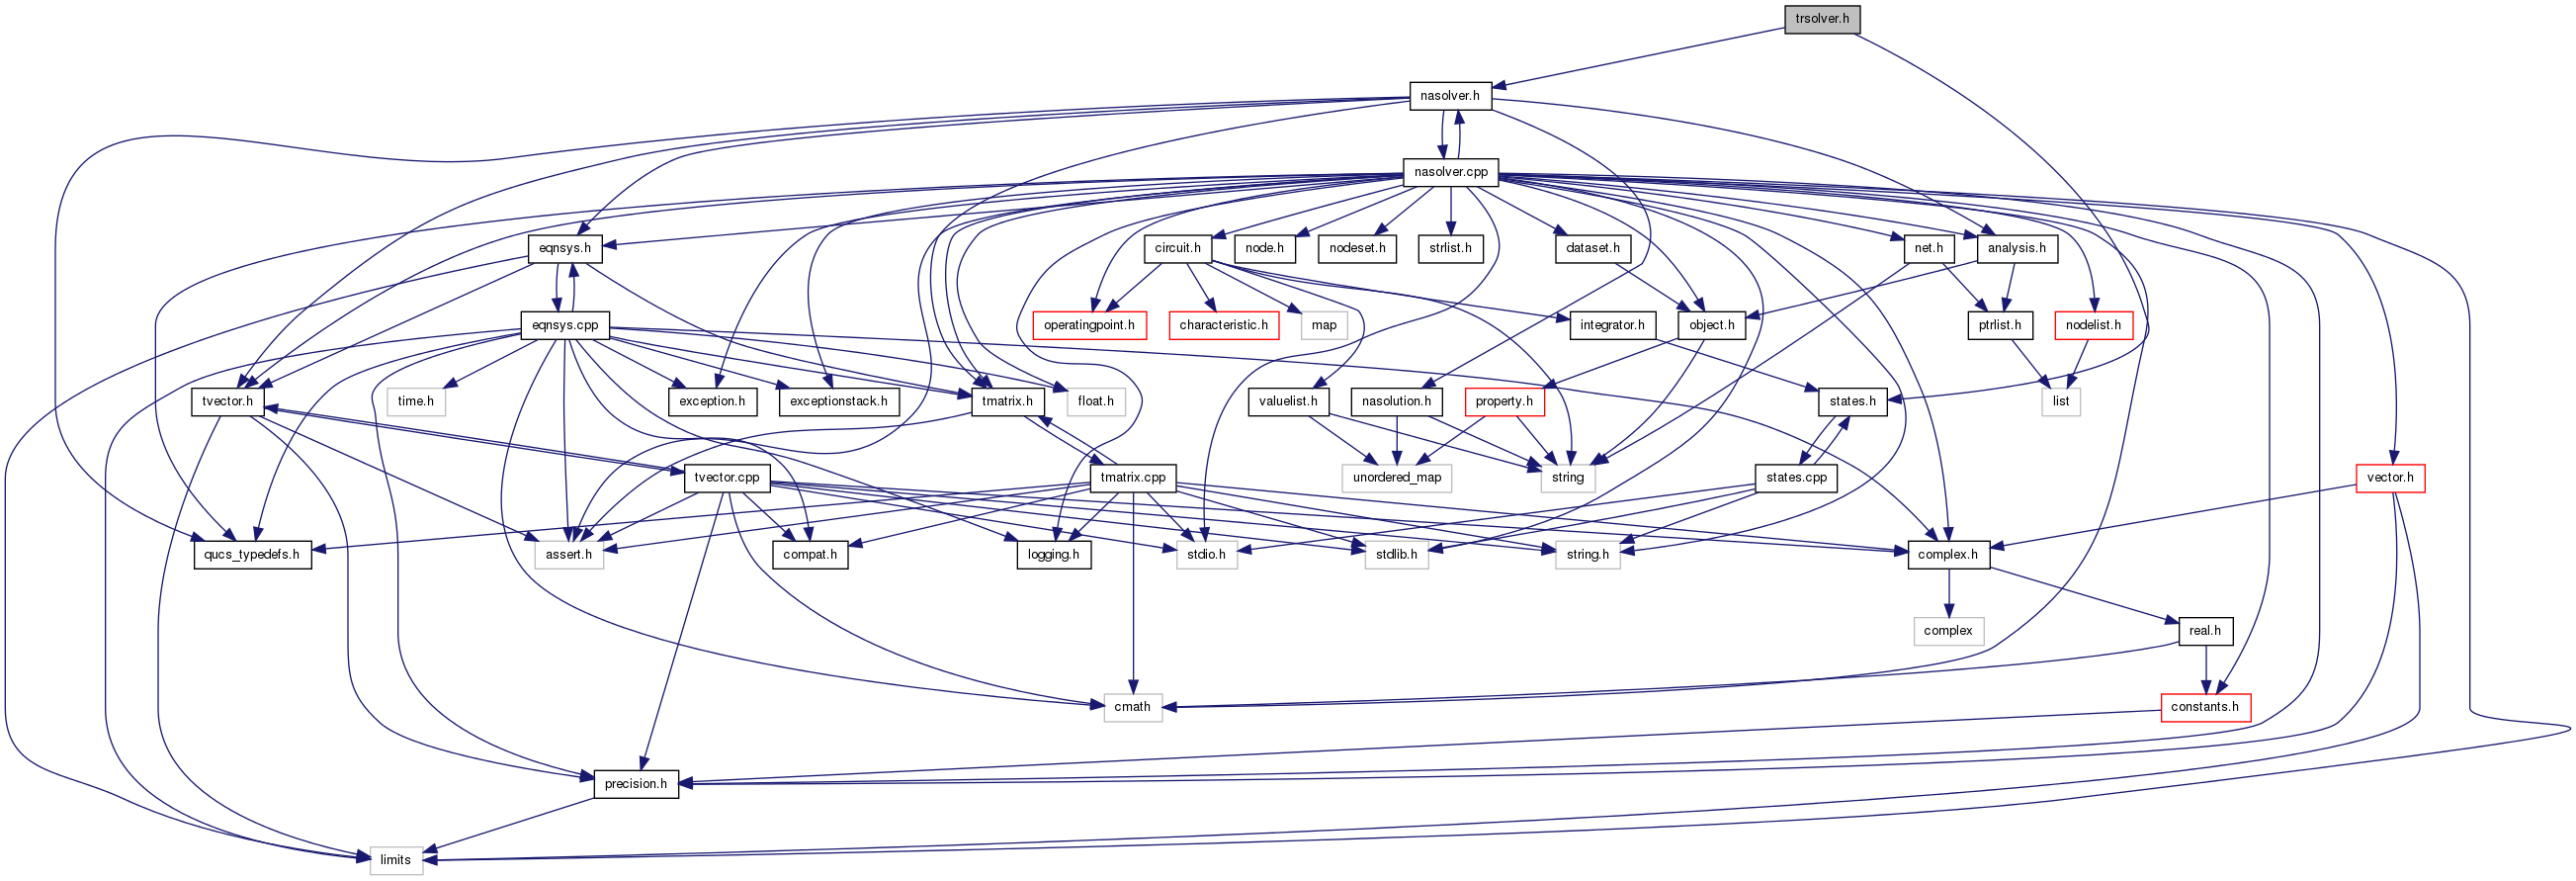 trsolver.h
nasolver.h
nasolver.cpp
eqnsys.h
circuit.h
node.h
nodeset.h
strlist.h
dataset.h
net.h
analysis.h
eqnsys.cpp
operatingpoint.h
characteristic.h
map
integrator.h
object.h
ptrlist.h
nodelist.h
tvector.h
time.h
exception.h
exceptionstack.h
tmatrix.h
float.h
valuelist.h
nasolution.h
property.h
states.h
list
tvector.cpp
tmatrix.cpp
unordered_map
string
states.cpp
vector.h
qucs_typedefs.h
assert.h
compat.h
logging.h
stdio.h
stdlib.h
string.h
complex.h
complex
real.h
cmath
constants.h
precision.h
limits